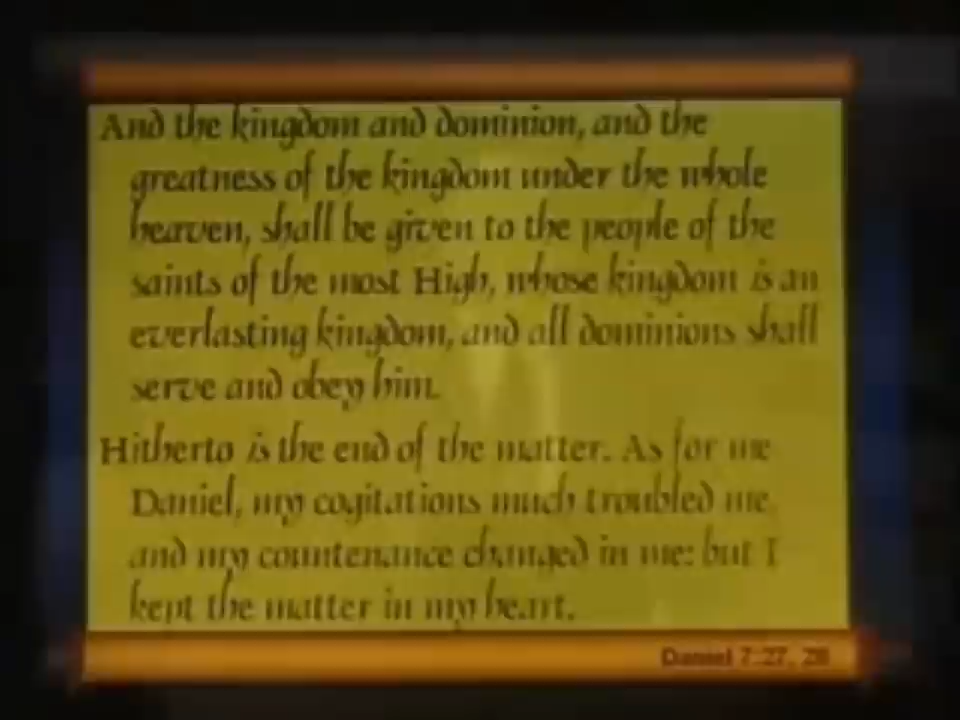 And the kingdom and dominion, and the
greatness of the kingdom under the whole
heaven, shall be given to the people of the
saints of the most High, whose kingdom is an
everlasting kingdom, and all dominions shall
serve and obey him.
Hitherto is the end of the matter. As for me
Daniel, my cogitations much troubled me,
and my countenance changed in me: but I
kept the matter in my heart.
Daniel 7:27, 28